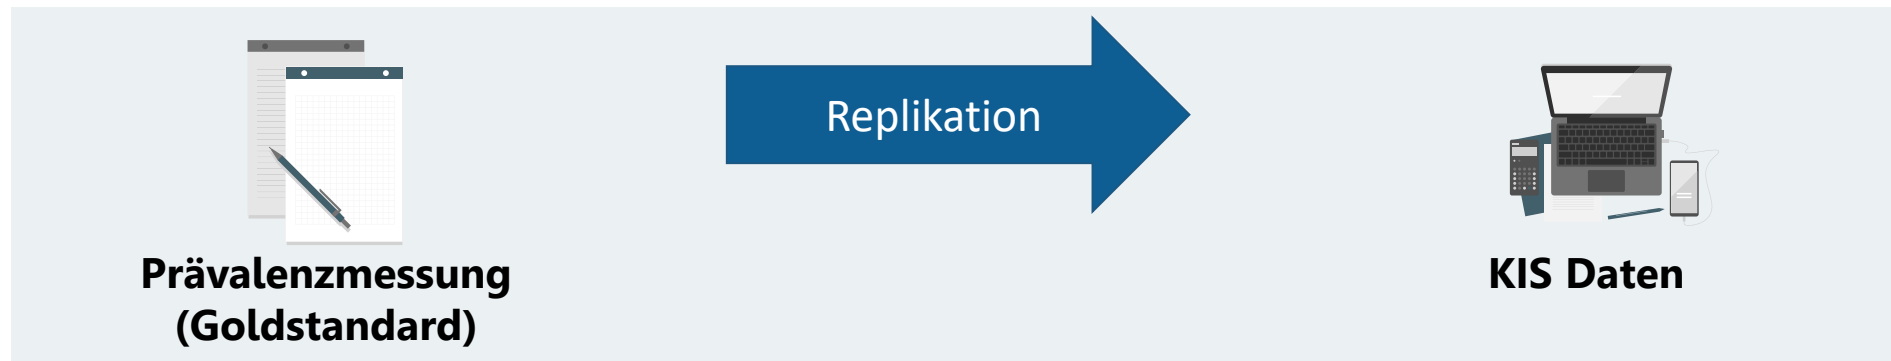 Replikation
Prävalenzmessung
(Goldstandard)
KIS Daten